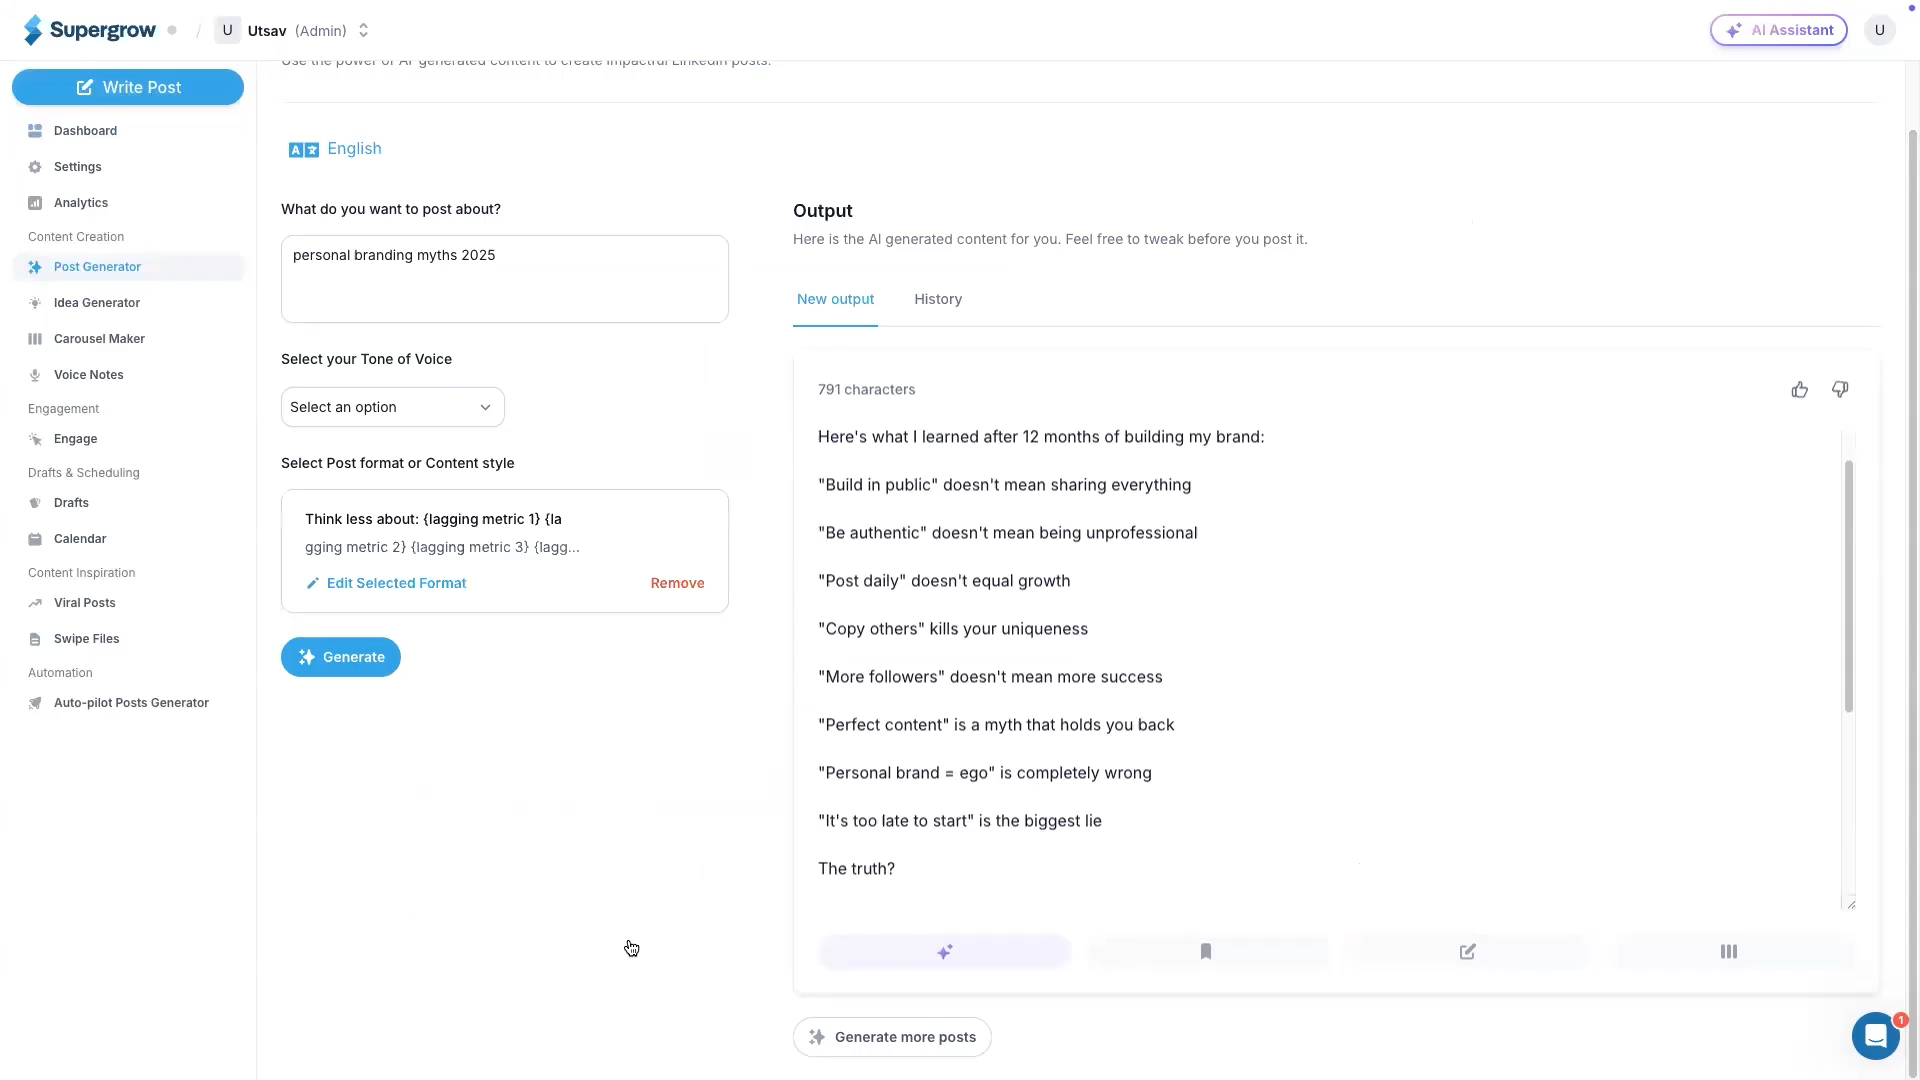 Supergrow
/
U
Utsav (Admin)
AI Assistant
U
Write Post
Dashboard
Settings
Analytics
Content Creation
Post Generator
Idea Generator
Carousel Maker
Voice Notes
Engagement
Engage
Drafts & Scheduling
Drafts
Calendar
Content Inspiration
Viral Posts
Swipe Files
Automation
Auto-pilot Posts Generator
Use the power of AI-generated content to create impactful LinkedIn posts.
English
What do you want to post about?
personal branding myths 2025
Select your Tone of Voice
Select an option
Select Post format or Content style
Think less about: {lagging metric 1} {la
gging metric 2} {lagging metric 3} {lagg...
Edit Selected Format
Remove
Generate
Output
Here is the AI generated content for you. Feel free to tweak before you post it.
New output
History
791 characters
Here's what I learned after 12 months of building my brand:
"Build in public" doesn't mean sharing everything
"Be authentic" doesn't mean being unprofessional
"Post daily" doesn't equal growth
"Copy others" kills your uniqueness
"More followers" doesn't mean more success
"Perfect content" is a myth that holds you back
"Personal brand = ego" is completely wrong
"It's too late to start" is the biggest lie
The truth?
Generate more posts
1